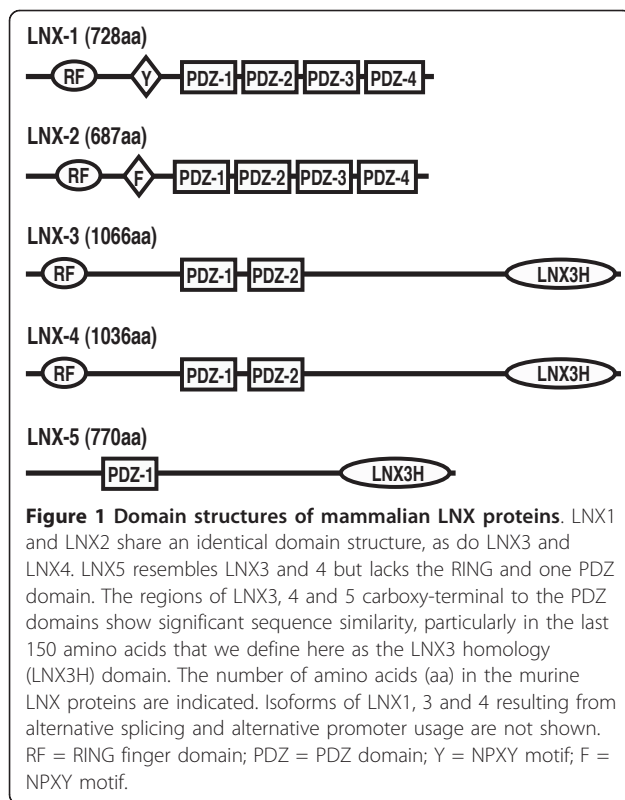 LNX-1 (728aa)
RF Y PDZ-1 PDZ-2 PDZ-3 PDZ-4
LNX-2 (687aa)
RF F PDZ-1 PDZ-2 PDZ-3 PDZ-4
LNX-3 (1066aa)
RF PDZ-1 PDZ-2 LNX3H
LNX-4 (1036aa)
RF PDZ-1 PDZ-2 LNX3H
LNX-5 (770aa)
PDZ-1 LNX3H
Figure 1 Domain structures of mammalian LNX proteins. LNX1
and LNX2 share an identical domain structure, as do LNX3 and
LNX4. LNX5 resembles LNX3 and 4 but lacks the RING and one PDZ
domain. The regions of LNX3, 4 and 5 carboxy-terminal to the PDZ
domains show significant sequence similarity, particularly in the last
150 amino acids that we define here as the LNX3 homology
(LNX3H) domain. The number of amino acids (aa) in the murine
LNX proteins are indicated. Isoforms of LNX1, 3 and 4 resulting from
alternative splicing and alternative promoter usage are not shown.
RF = RING finger domain; PDZ = PDZ domain; Y = NPXY motif; F =
NPXY motif.